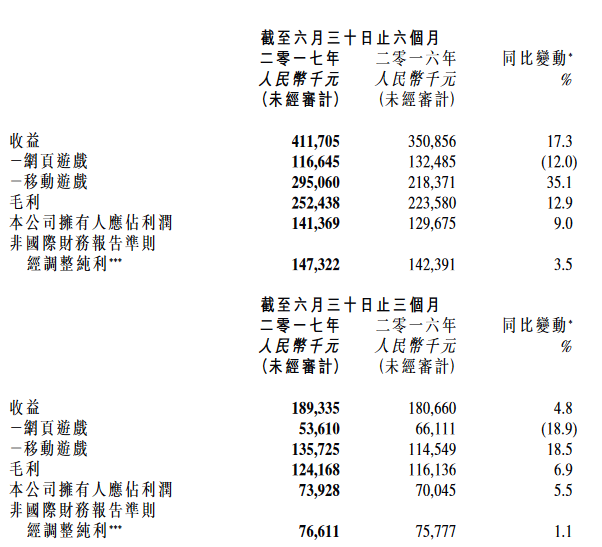 截至六月三十日止六個月
二零一七年 二零一六年 同比變動*
人民幣千元 人民幣千元 %
(未經審計) (未經審計)
收益 411,705 350,856 17.3
－網頁遊戲 116,645 132,485 (12.0)
－移動遊戲 295,060 218,371 35.1
毛利 252,438 223,580 12.9
本公司擁有人應佔利潤 141,369 129,675 9.0
非國際財務報告準則
經調整純利*** 147,322 142,391 3.5
截至六月三十日止三個月
二零一七年 二零一六年 同比變動*
人民幣千元 人民幣千元 %
(未經審計) (未經審計)
收益 189,335 180,660 4.8
－網頁遊戲 53,610 66,111 (18.9)
－移動遊戲 135,725 114,549 18.5
毛利 124,168 116,136 6.9
本公司擁有人應佔利潤 73,928 70,045 5.5
非國際財務報告準則
經調整純利*** 76,611 75,777 1.1